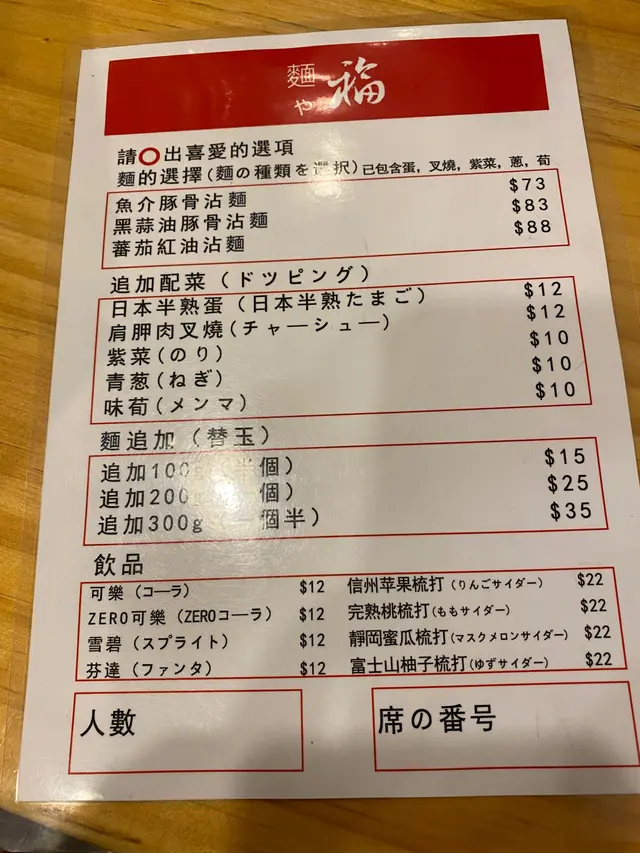 麵や 福
請〇出喜愛的選項
麵的選擇(麵の種類を選択)已包含蛋，叉燒，紫菜，蔥，荀
魚介豚骨沾麵 $73
黑蒜油豚骨沾麵 $83
蕃茄紅油沾麵 $88
追加配菜（ドツピング）
日本半熟蛋（日本半熟たまご） $12
肩胛肉叉燒(チャーシュー) $12
紫菜(のり) $10
青葱(ねぎ) $10
味荀(メンマ) $10
麵追加（替玉）
追加100g 半個） $15
追加200g 個） $25
追加300g 一個半） $35
飲品
可樂（コーラ） $12 信州苹果梳打（りんごサイダー） $22
ZERO可樂（ZEROコーラ） $12 完熟桃梳打(ももサイダー) $22
雪碧（スプライト） $12 靜岡蜜瓜梳打(マスクメロンサイダー) $22
芬達（ファンタ） $12 富士山柚子梳打(ゆずサイダー) $22
人數 席の番号